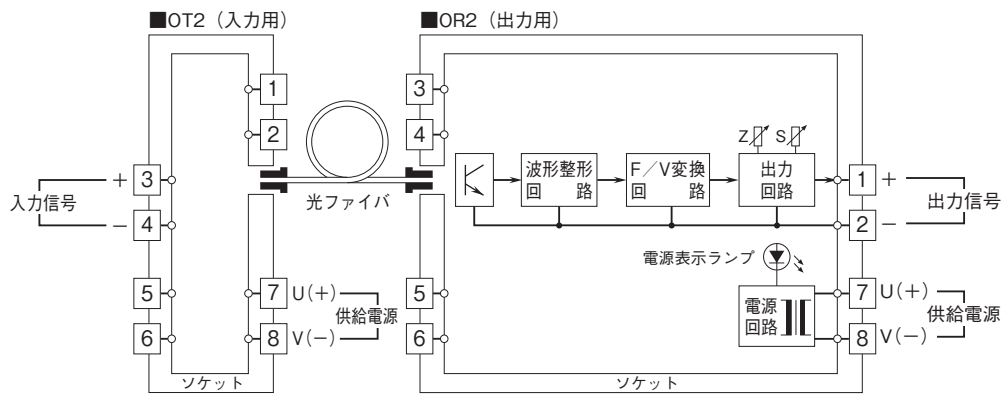 ■OT2（入力用）
1
2
3
+
入力信号
−
4
5
6
7
U(+)
供給電源
8
V(−)
ソケット
光ファイバ
■OR2（出力用）
3
4
5
6
波形整形
回　　路
F／V変換
回　　路
Z
S
出力
回路
1
+
出力信号
2
−
電源表示ランプ
電源
回路
7
U(+)
供給電源
8
V(−)
ソケット